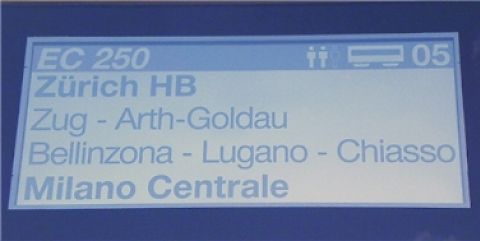 EC 250 05
Zürich HB
Zug - Arth-Goldau
Bellinzona - Lugano - Chiasso
Milano Centrale